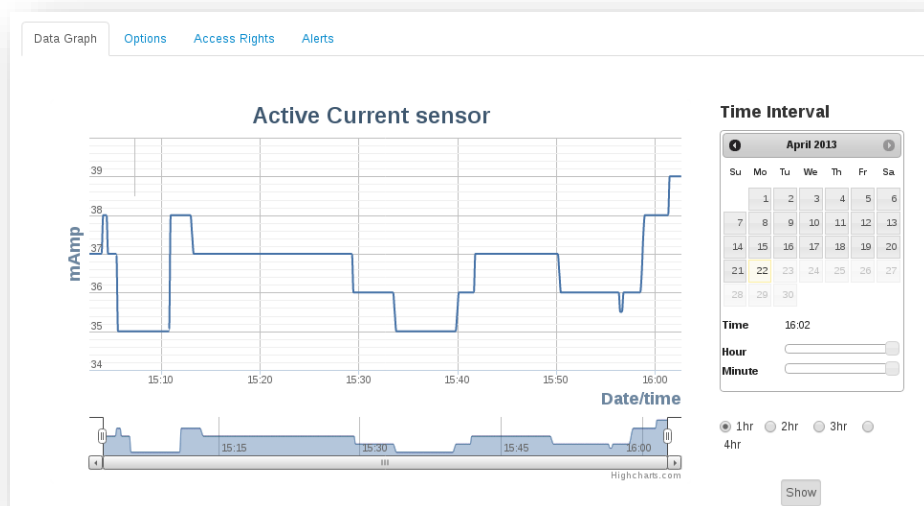 Data Graph Options Access Rights Alerts
Active Current sensor
mAmp
39
38
37
36
35
34
15:10 15:20 15:30 15:40 15:50 16:00
Date/time
15:15 15:30 15:45 16:00
Highcharts.com
Time Interval
April 2013
Su Mo Tu We Th Fr Sa
1 2 3 4 5 6
7 8 9 10 11 12 13
14 15 16 17 18 19 20
21 22 23 24 25 26 27
28 29 30
Time 16:02
Hour
Minute
1hr 2hr 3hr
4hr
Show